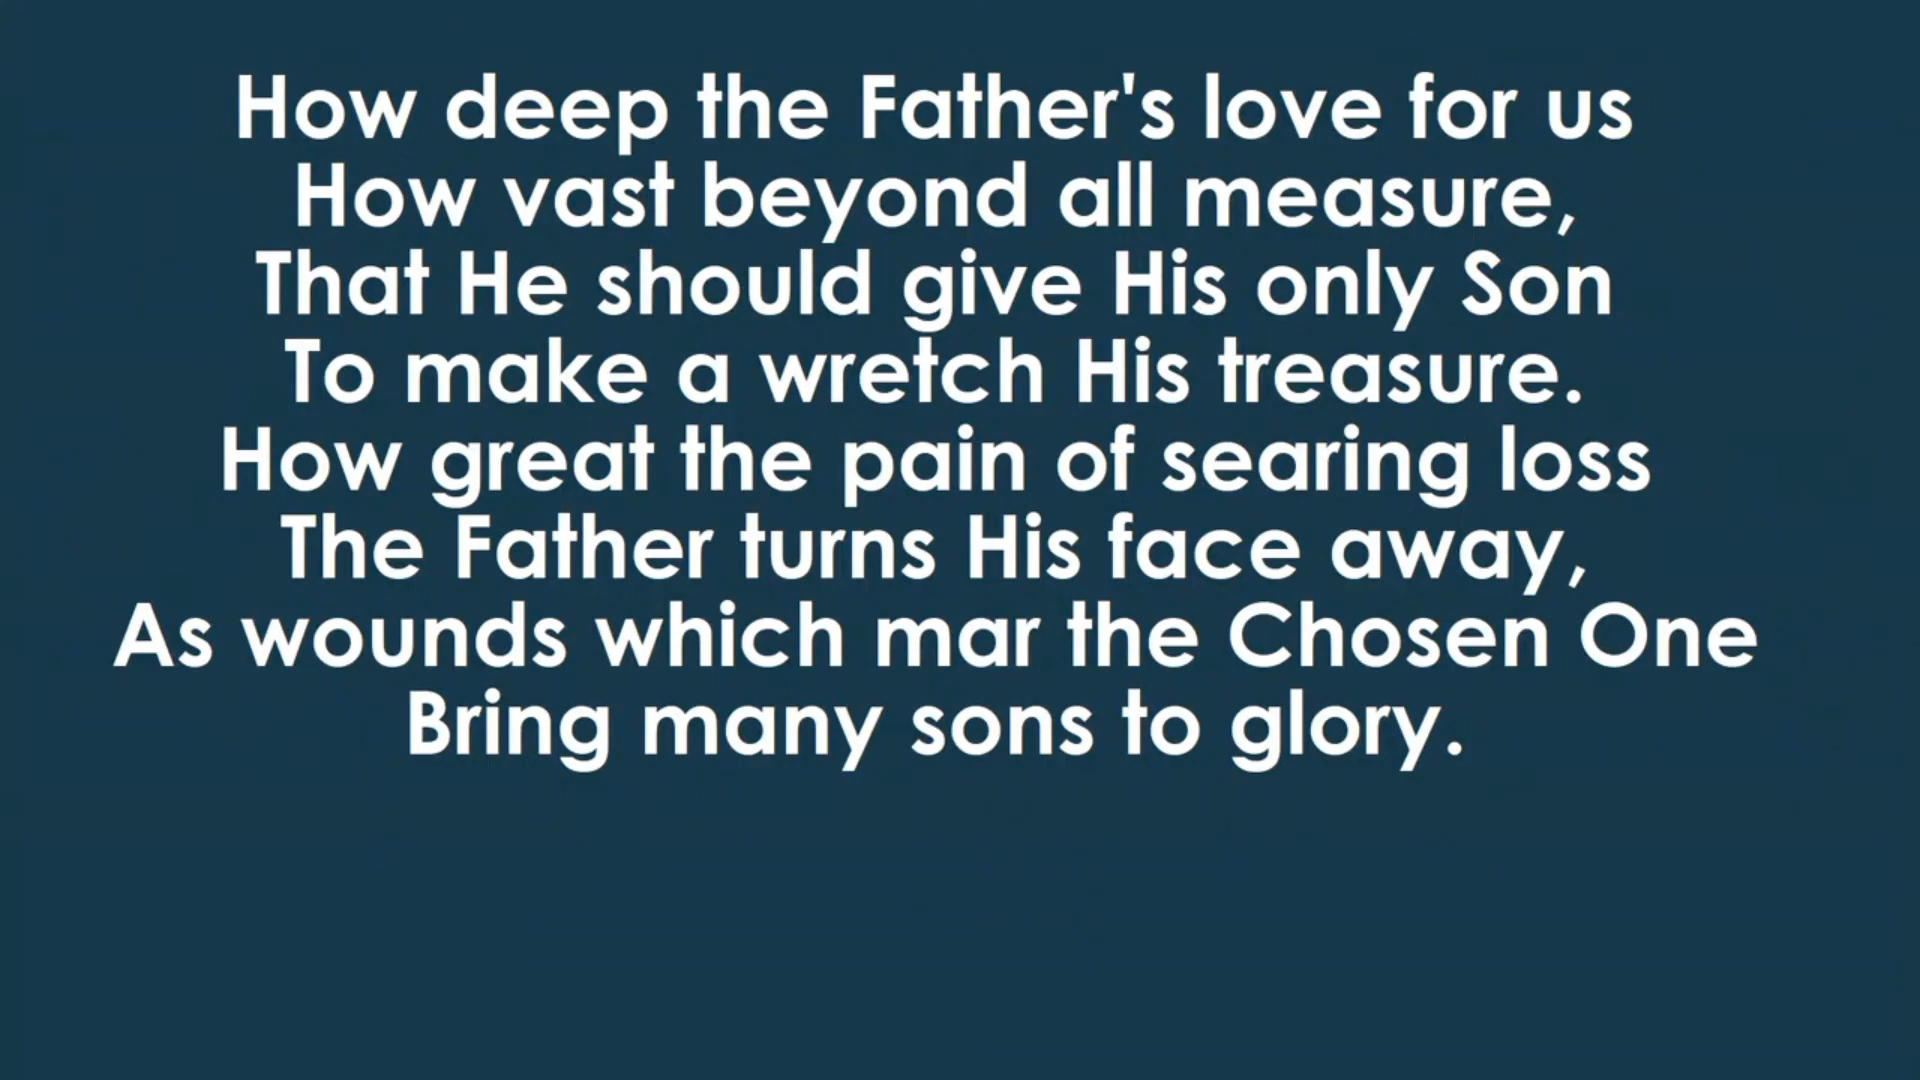 How deep the Father's love for us
How vast beyond all measure,
That He should give His only Son
To make a wretch His treasure.
How great the pain of searing loss
The Father turns His face away,
As wounds which mar the Chosen One
Bring many sons to glory.